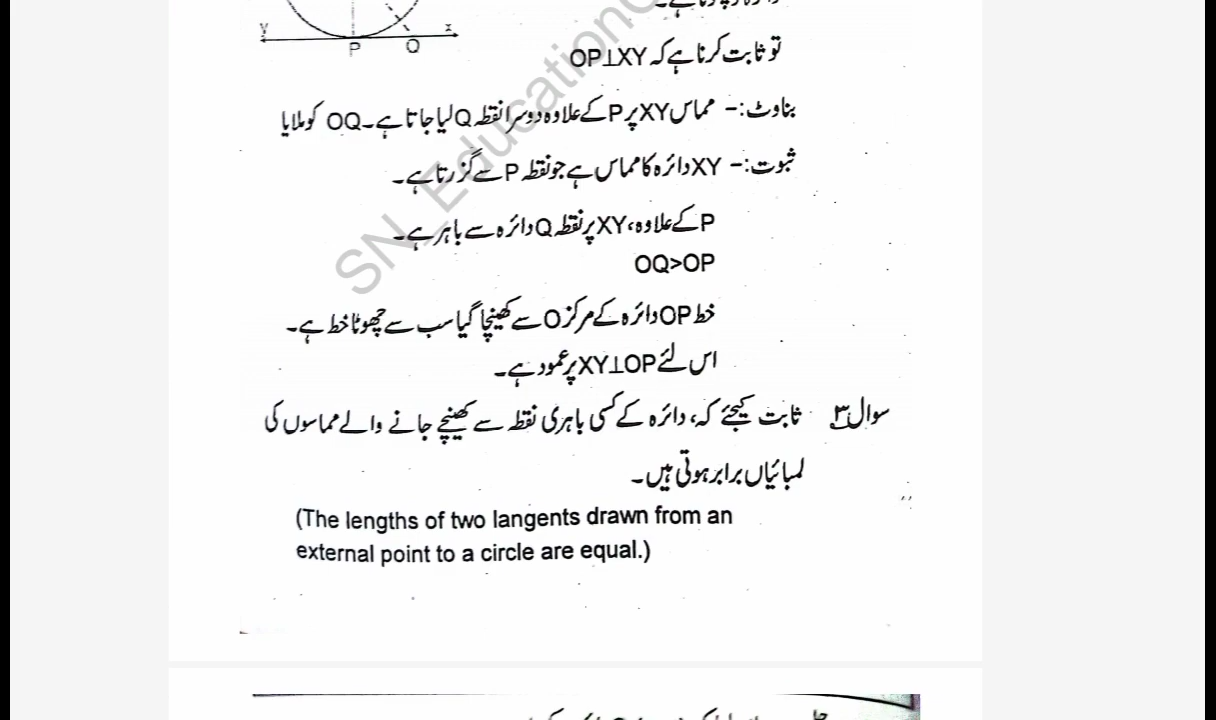 Y X
P Q
تو ثابت کرنا ہے کہ OP⊥XY
بناوٹ:- مماس XY پر P کے علاوہ دوسرا نقطہ Q لیا جاتا ہے۔ OQ کو ملایا
ثبوت:- XY دائرہ کا مماس ہے جو نقطہ P سے گزرتا ہے۔
P کے علاوہ، XY پر نقطہ Q دائرہ سے باہر ہے۔
OQ>OP
خط OP دائرہ کے مرکز O سے کھینچا گیا سب سے چھوٹا خط ہے۔
اس لئے XY⊥OP پر عمود ہے۔
سوال ۳ ثابت کیجئے کہ، دائرہ کے کسی باہری نقطہ سے کھینچے جانے والے مماسوں کی
لمبائیاں برابر ہوتی ہیں۔
(The lengths of two langents drawn from an
external point to a circle are equal.)
SN_Education